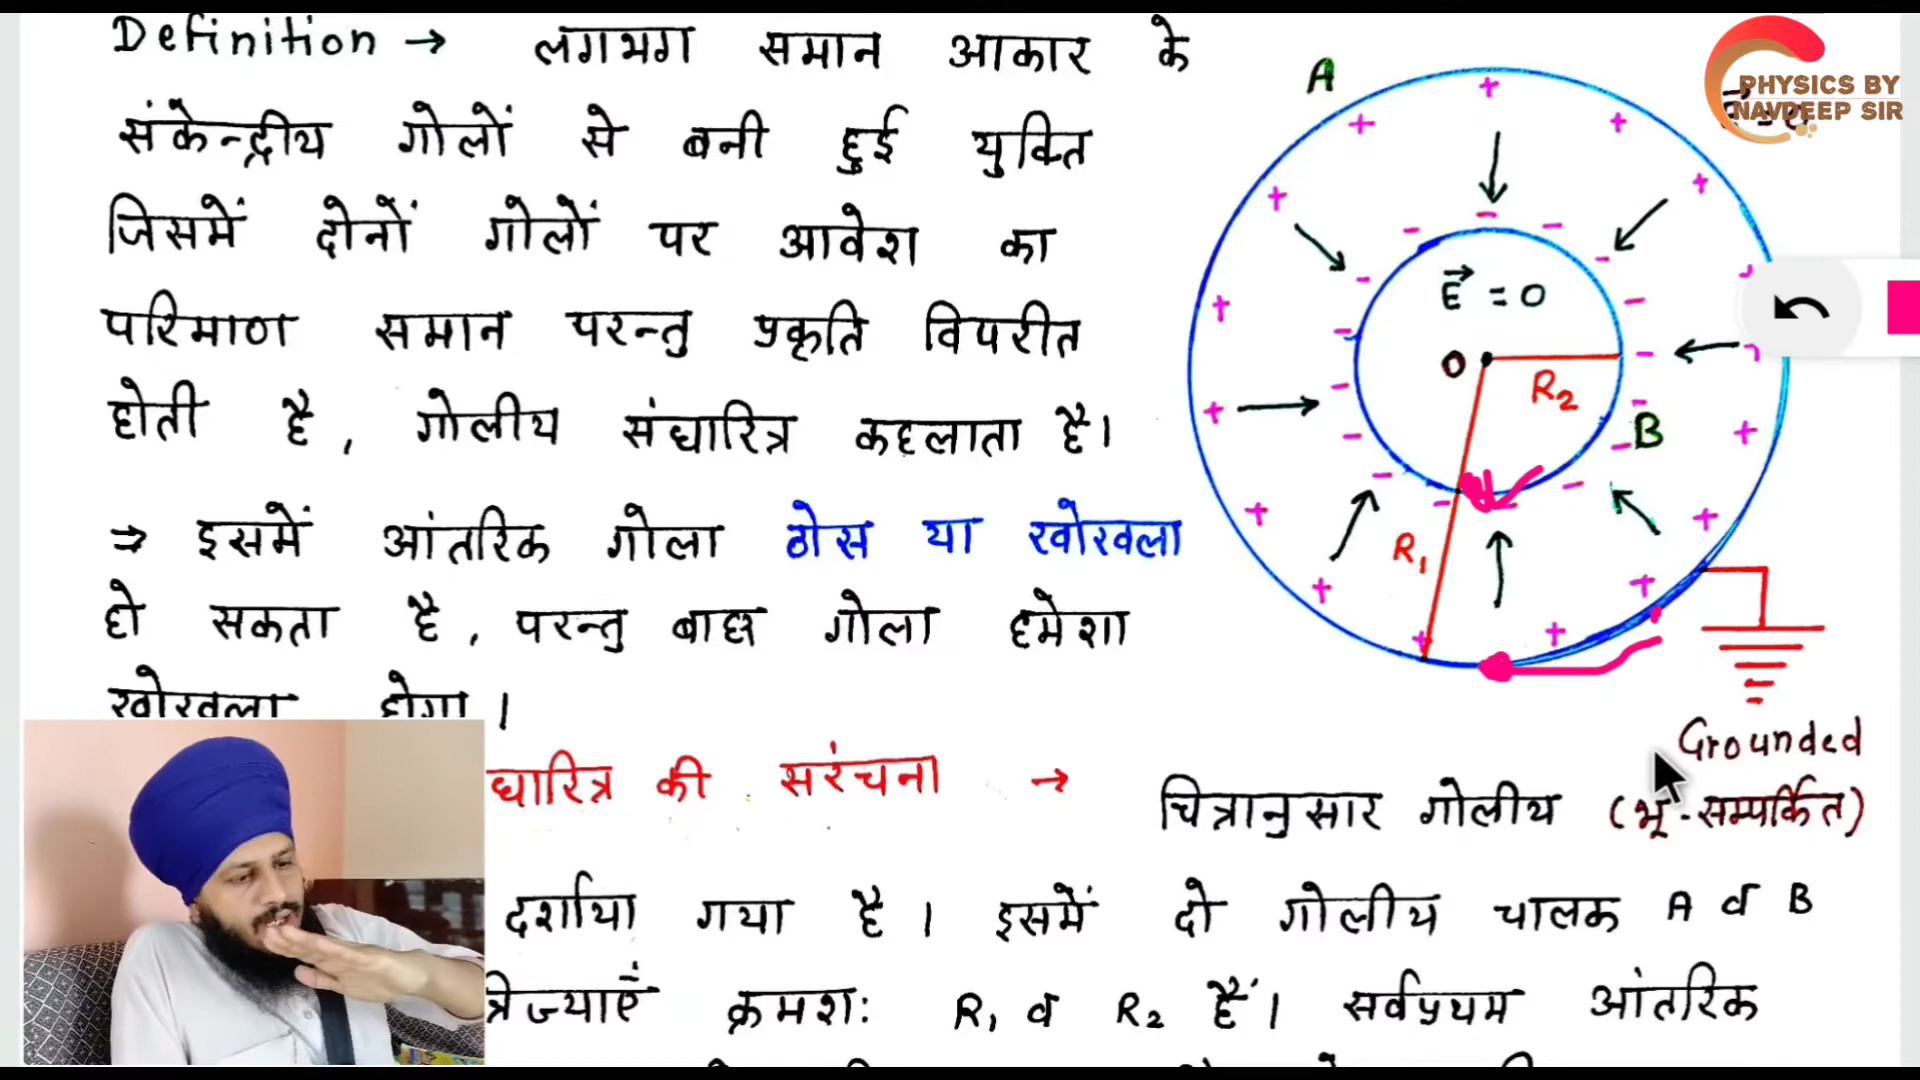 Definition → लगभग समान आकार के
संकेन्द्रीय गोलों से बनी हुई युक्ति
जिसमें दोनों गोलों पर आवेश का
परिमाण समान परन्तु प्रकृति विपरीत
होती है, गोलीय संधारित्र कहलाता है।
⇒ इसमें आंतरिक गोला ठोस या खोखला
हो सकता है, परन्तु बाह्य गोला हमेशा
खोखला होगा।
धारित्र की सरंचना →
चित्रानुसार गोलीय
दर्शाया गया है। इसमें दो गोलीय चालक A व B
त्रिज्याएँ क्रमश: R₁ व R₂ हैं। सर्वप्रथम आंतरिक
A
E⃗ = 0
O
R₂
B
R₁
Grounded
(भू-सम्पर्कित)
PHYSICS BY
NAVDEEP SIR